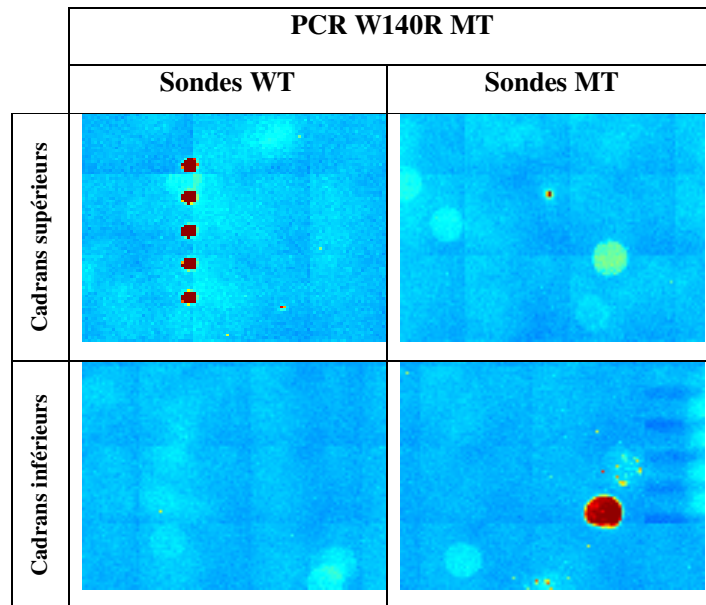 PCR W140R MT
Sondes WT
Sondes MT
Cadrans supérieurs
Cadrans inférieurs